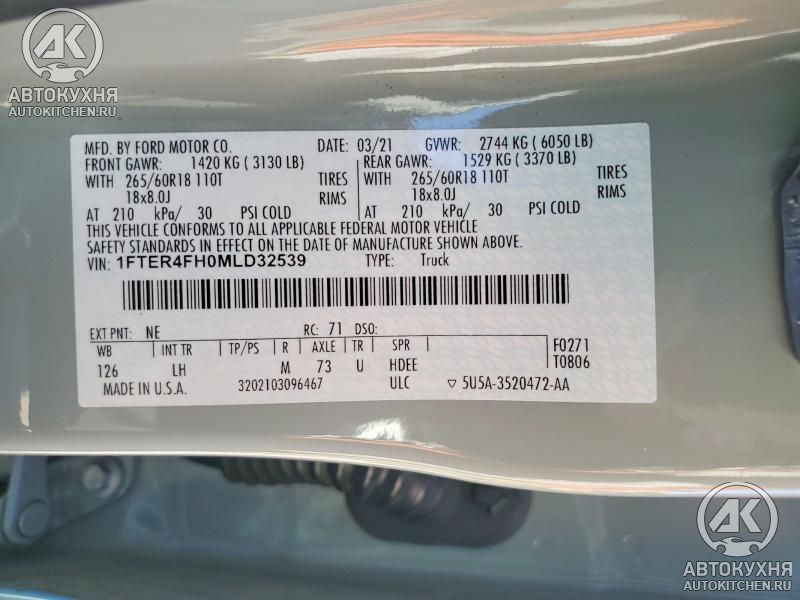 АК
АВТОКУХНЯ
AUTOKITCHEN.RU
MFD. BY FORD MOTOR CO. DATE: 03/21 GVWR: 2744 KG ( 6050 LB)
FRONT GAWR: 1420 KG ( 3130 LB) REAR GAWR: 1529 KG ( 3370 LB)
WITH 265/60R18 110T TIRES WITH 265/60R18 110T TIRES
18x8.0J RIMS 18x8.0J RIMS
AT 210 kPa/ 30 PSI COLD AT 210 kPa/ 30 PSI COLD
THIS VEHICLE CONFORMS TO ALL APPLICABLE FEDERAL MOTOR VEHICLE
SAFETY STANDARDS IN EFFECT ON THE DATE OF MANUFACTURE SHOWN ABOVE.
VIN: 1FTER4FH0MLD32539 TYPE: Truck
EXT PNT: NE RC: 71 DSO:
WB INT TR TP/PS R AXLE TR SPR F0271
126 LH M 73 U HDEE T0806
MADE IN U.S.A. 3202103096467 ULC ▽ 5U5A-3520472-AA
АК
АВТОКУХНЯ
AUTOKITCHEN.RU